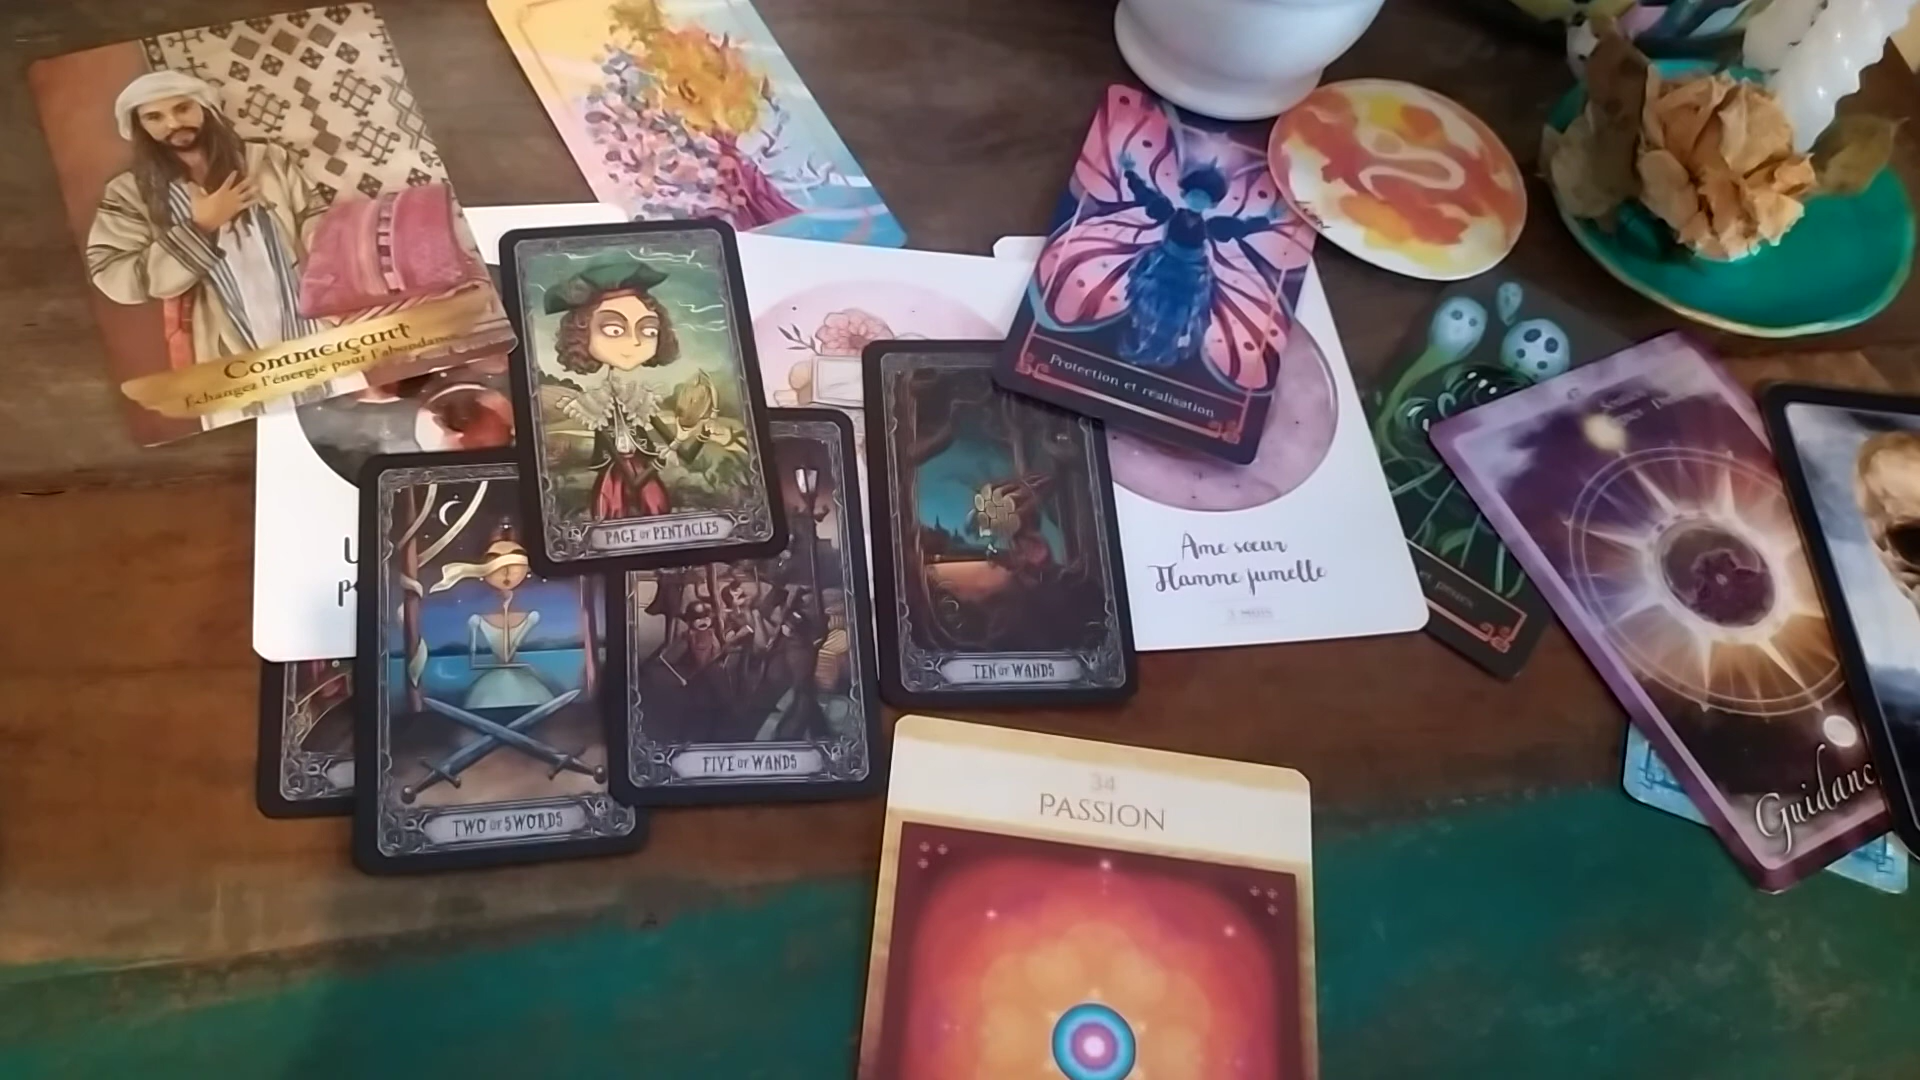 Commerçant
Échangez l'énergie pour l'abondance
PAGE OF PENTACLES
Protection et réalisation
Âme sœur
Flamme jumelle
TWO OF SWORDS
FIVE OF WANDS
TEN OF WANDS
34
PASSION
Guidanc